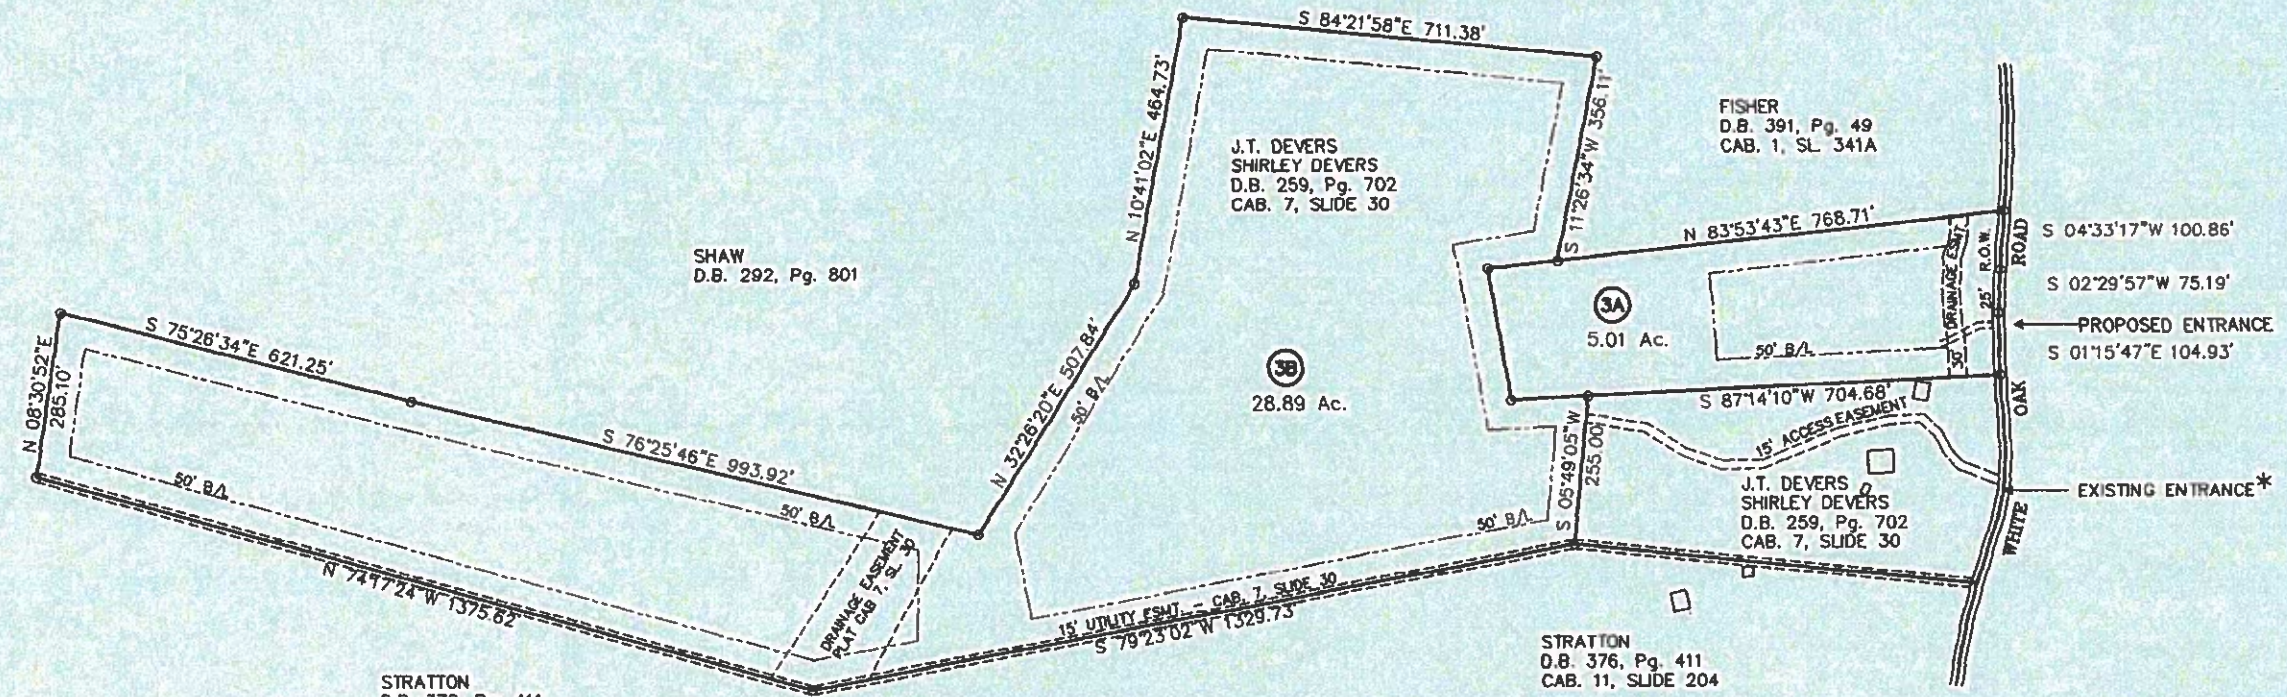 S 84°21'58"E 711.38'
N 10°41'02"E 464.73'
J.T. DEVERS
SHIRLEY DEVERS
D.B. 259, Pg. 702
CAB. 7, SLIDE 30
S 11°26'34"W 356.11'
FISHER
D.B. 391, Pg. 49
CAB. 1, SL 341A
SHAW
D.B. 292, Pg. 801
N 83°53'43"E 768.71'
30' DRAINAGE ESMT
25' R.O.W.
WHITE OAK ROAD
S 04°33'17"W 100.86'
S 02°29'57"W 75.19'
PROPOSED ENTRANCE
S 01°15'47"E 104.93'
3A
5.01 Ac.
50' B/L
N 08°30'52"E
285.10'
S 75°26'34"E 621.25'
S 76°25'46"E 993.92'
N 32°26'20"E 507.84'
50' B/L
3B
28.89 Ac.
S 87°14'10"W 704.68'
15' ACCESS EASEMENT
S 05°49'05"W
255.00'
J.T. DEVERS
SHIRLEY DEVERS
D.B. 259, Pg. 702
CAB. 7, SLIDE 30
EXISTING ENTRANCE*
50' B/L
50' B/L
50' B/L
DRAINAGE EASEMENT
PLAT CAB 7, SL 30
N 74°17'24"W 1375.62'
15' UTILITY ESMT. - CAB. 7, SLIDE 30
S 79°23'02"W 1329.73'
STRATTON
D.B. 376, Pg. 411
CAB. 11, SLIDE 204
STRATTON